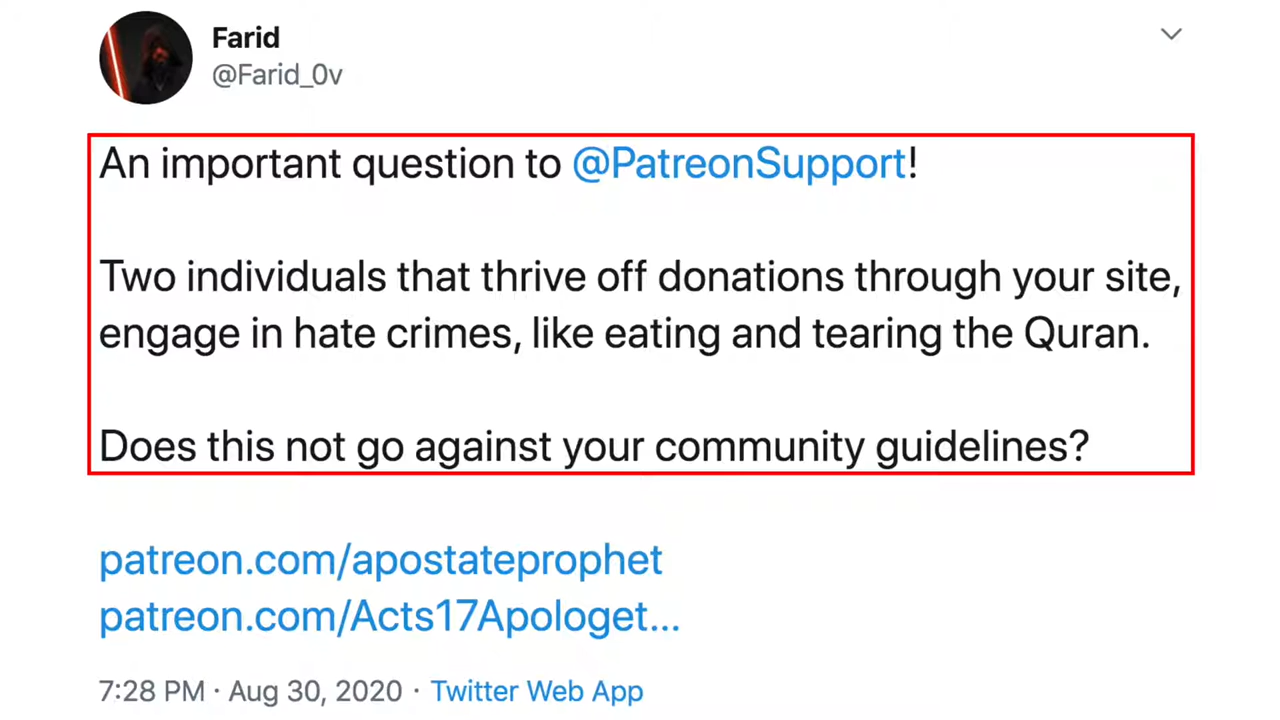 Farid
@Farid_0v
An important question to @PatreonSupport!
Two individuals that thrive off donations through your site,
engage in hate crimes, like eating and tearing the Quran.
Does this not go against your community guidelines?
patreon.com/apostateprophet
patreon.com/Acts17Apologet...
7:28 PM · Aug 30, 2020 · Twitter Web App